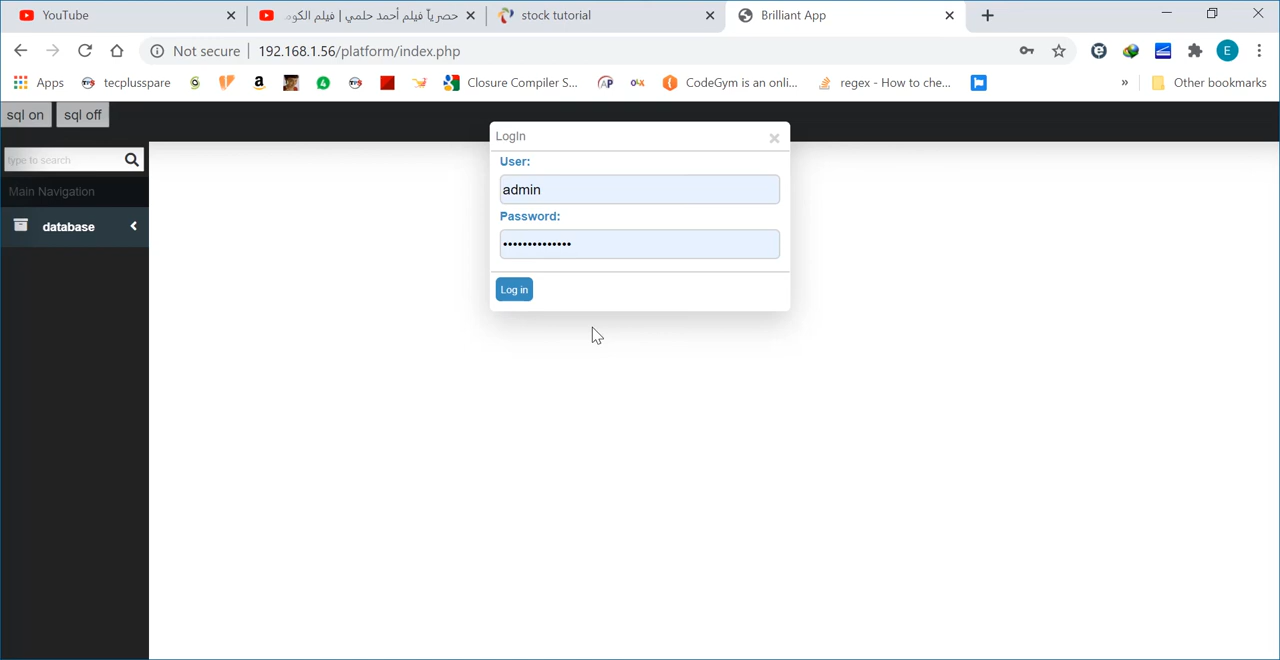 YouTube
حصرياً فيلم أحمد حلمي | فيلم الكوم
stock tutorial
Brilliant App
Not secure
192.168.1.56/platform/index.php
E
Apps
tecplusspare
Closure Compiler S...
CodeGym is an onli...
regex - How to che...
»
Other bookmarks
sql on
sql off
LogIn
User:
admin
Password:
••••••••••••••
Log in
type to search
Main Navigation
database